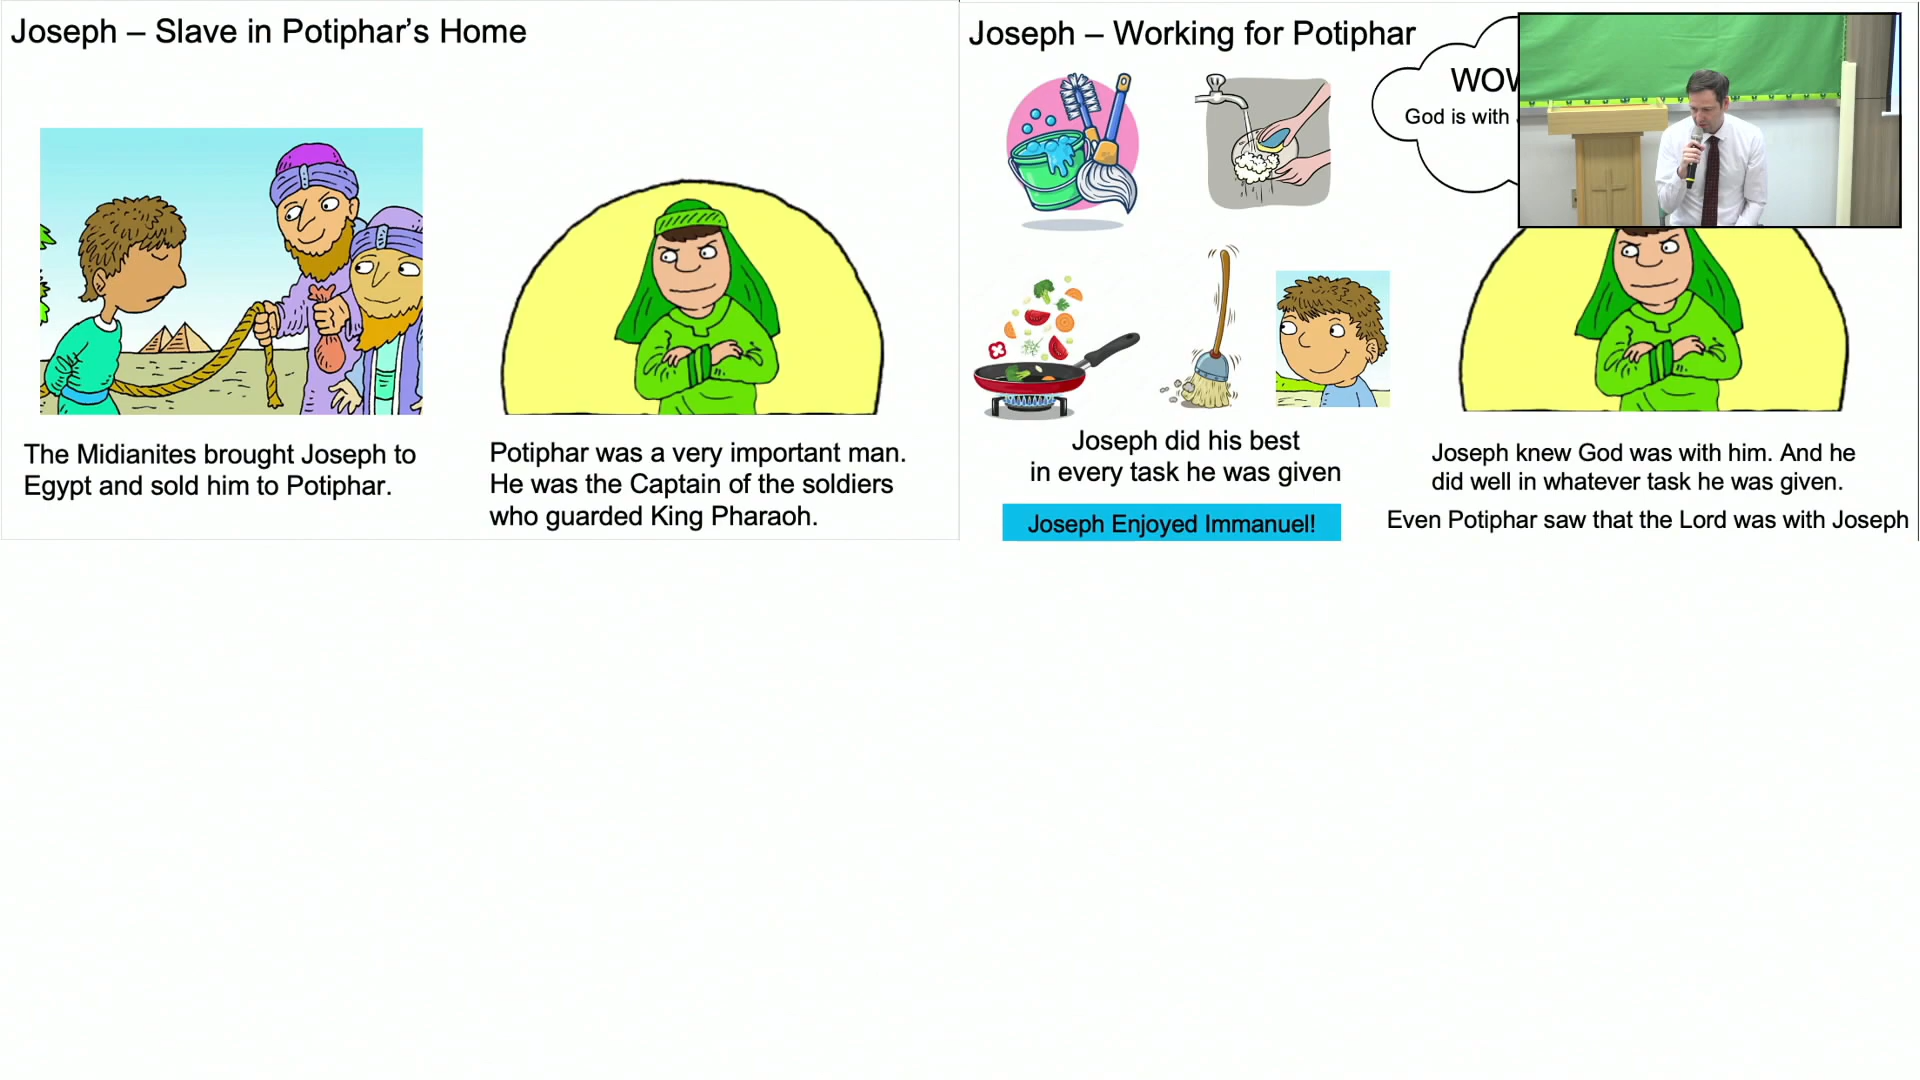 Joseph – Slave in Potiphar’s Home
The Midianites brought Joseph to
Egypt and sold him to Potiphar.
Potiphar was a very important man.
He was the Captain of the soldiers
who guarded King Pharaoh.
Joseph – Working for Potiphar
God is with
Joseph did his best
in every task he was given
Joseph Enjoyed Immanuel!
Joseph knew God was with him. And he
did well in whatever task he was given.
Even Potiphar saw that the Lord was with Joseph